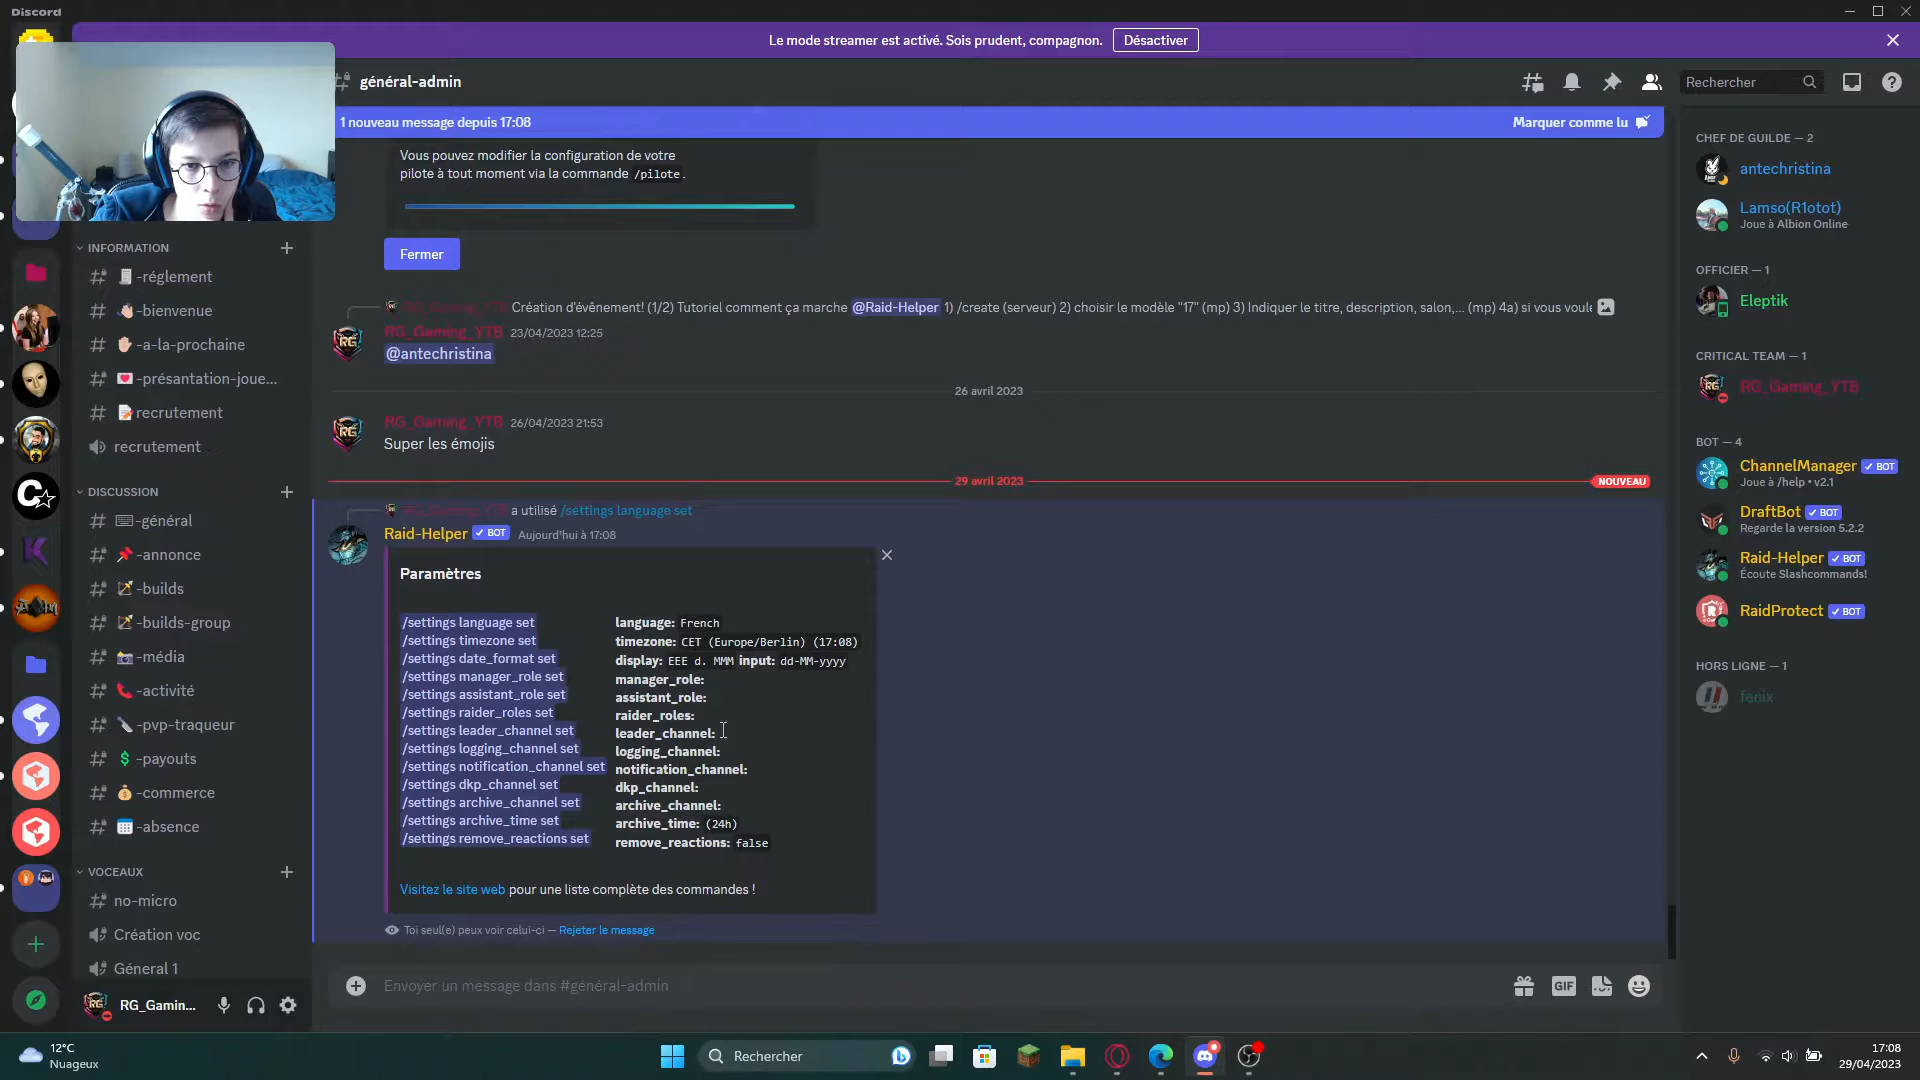 Discord
Le mode streamer est activé. Sois prudent, compagnon.
Désactiver
général-admin
Rechercher
1 nouveau message depuis 17:08
Marquer comme lu
INFORMATION
-réglement
-bienvenue
-a-la-prochaine
-présantation-joue...
recrutement
recrutement
DISCUSSION
-général
-annonce
-builds
-builds-group
-média
-activité
-pvp-traqueur
-payouts
-commerce
-absence
VOCEAUX
no-micro
Création voc
Géneral 1
RG_Gamin...
Vous pouvez modifier la configuration de votre
pilote à tout moment via la commande /pilote.
Fermer
RG_Gaming_YTB Création d'évênement! (1/2) Tutoriel comment ça marche @Raid-Helper 1) /create (serveur) 2) choisir le modèle "17" (mp) 3) Indiquer le titre, description, salon,... (mp) 4a) si vous voule
RG_Gaming_YTB 23/04/2023 12:25
@antechristina
26 avril 2023
RG_Gaming_YTB 26/04/2023 21:53
Super les émojis
29 avril 2023
NOUVEAU
RG_Gaming_YTB a utilisé /settings language set
Raid-Helper BOT Aujourd'hui à 17:08
Paramètres
/settings language set language: French
/settings timezone set timezone: CET (Europe/Berlin) (17:08)
/settings date_format set display: EEE d. MMM input: dd-MM-yyyy
/settings manager_role set manager_role:
/settings assistant_role set assistant_role:
/settings raider_roles set raider_roles:
/settings leader_channel set leader_channel:
/settings logging_channel set logging_channel:
/settings notification_channel set notification_channel:
/settings dkp_channel set dkp_channel:
/settings archive_channel set archive_channel:
/settings archive_time set archive_time: (24h)
/settings remove_reactions set remove_reactions: false
Visitez le site web pour une liste complète des commandes !
Toi seul(e) peux voir celui-ci — Rejeter le message
Envoyer un message dans #général-admin
GIF
CHEF DE GUILDE — 2
antechristina
Lamso(R1otot)
Joue à Albion Online
OFFICIER — 1
Eleptik
CRITICAL TEAM — 1
RG_Gaming_YTB
BOT — 4
ChannelManager BOT
Joue à /help • v2.1
DraftBot BOT
Regarde la version 5.2.2
Raid-Helper BOT
Écoute Slashcommands!
RaidProtect BOT
HORS LIGNE — 1
fenix
12°C
Nuageux
Rechercher
17:08
29/04/2023